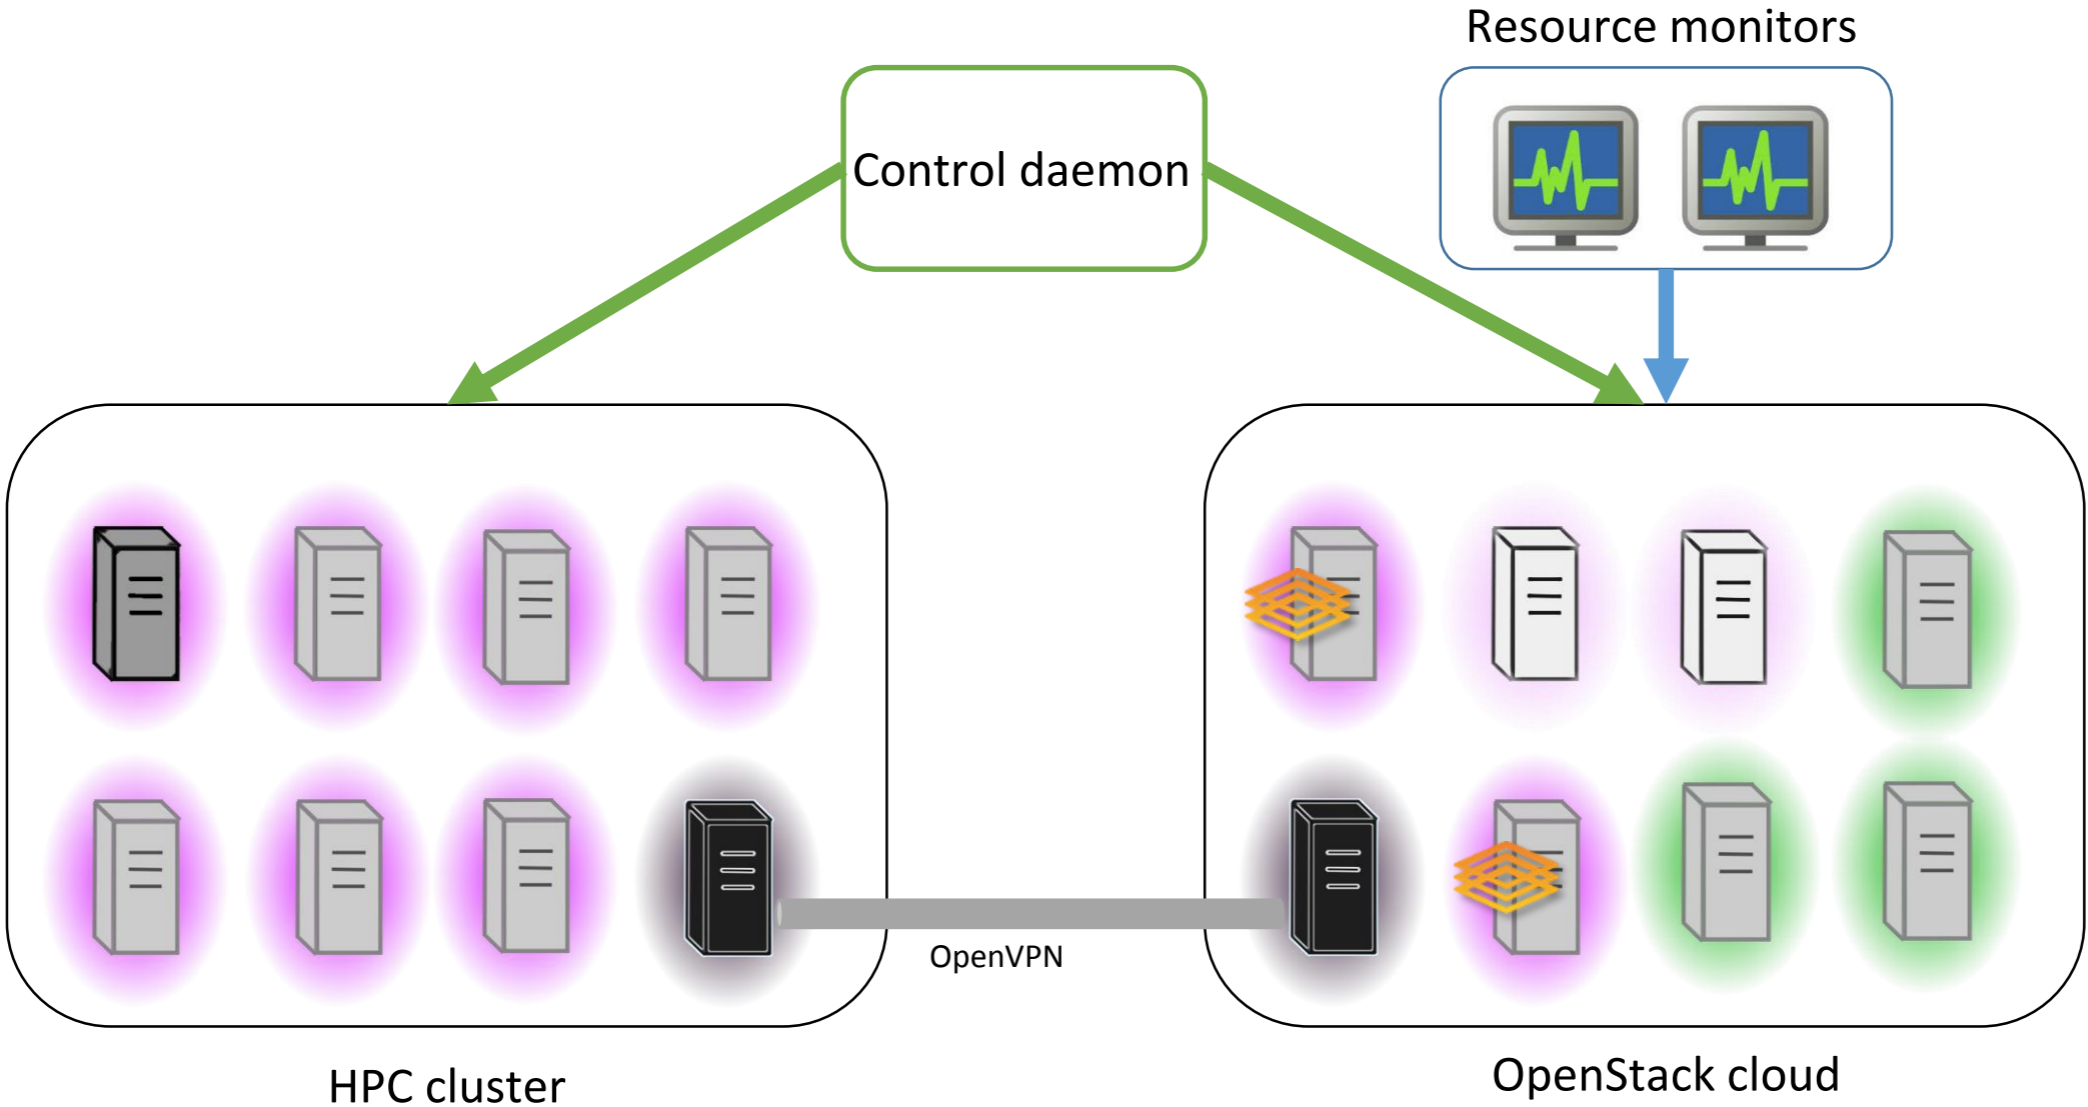 Resource monitors
Control daemon
OpenVPN
HPC cluster
OpenStack cloud